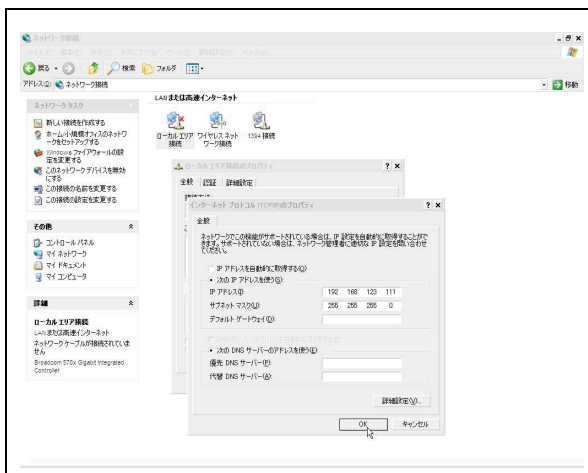 ネットワーク接続
戻る
検索
フォルダ
アドレス(D)
ネットワーク接続
移動
ネットワーク タスク
新しい接続を作成する
ホーム/小規模オフィスのネットワ
ークをセットアップする
Windows ファイアウォールの設
定を変更する
このネットワーク デバイスを無効
にする
この接続の名前を変更する
この接続の設定を変更する
その他
コントロール パネル
マイ ネットワーク
マイ ドキュメント
マイ コンピュータ
詳細
ローカル エリア接続
LAN または高速インターネット
ネットワーク ケーブルが接続されていま
せん
Broadcom 570x Gigabit Integrated
Controller
LAN または高速インターネット
ローカル エリア
接続
ワイヤレス ネット
ワーク接続
1394 接続
ローカル エリア接続のプロパティ
全般
認証
詳細設定
インターネット プロトコル (TCP/IP)のプロパティ
全般
ネットワークでこの機能がサポートされている場合は、IP 設定を自動的に取得することがで
きます。サポートされていない場合は、ネットワーク管理者に適切な IP 設定を問い合わせ
てください。
IP アドレスを自動的に取得する(O)
次の IP アドレスを使う(S):
IP アドレス(I):
192 168 123 111
サブネット マスク(U):
255 255 255 0
デフォルト ゲートウェイ(D):
次の DNS サーバーのアドレスを使う(E):
優先 DNS サーバー(P):
代替 DNS サーバー(A):
詳細設定(V)...
OK
キャンセル